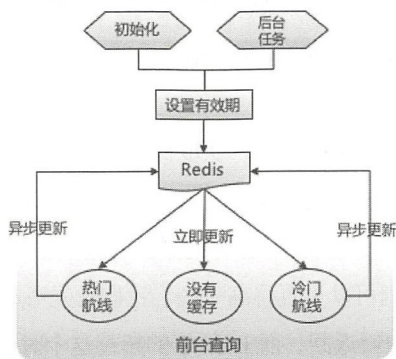 初始化
后台
任务
设置有效期
Redis
异步更新
立即更新
异步更新
热门
航线
没有
缓存
冷门
航线
前台查询